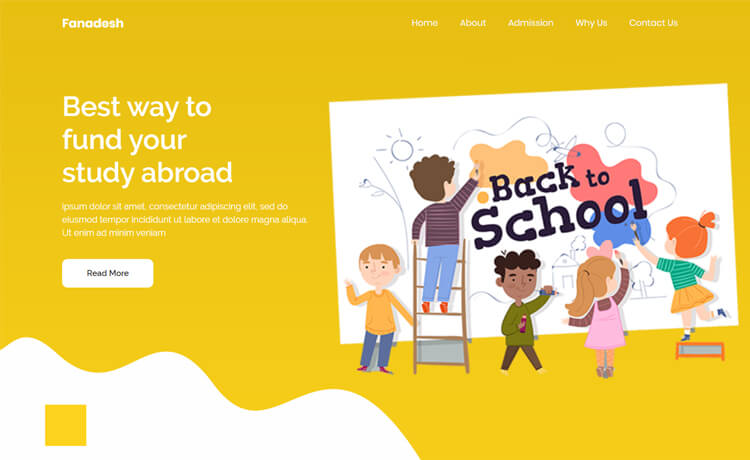 Fanadesh
Home About Admission Why Us Contact Us
Best way to
fund your
study abroad
Ipsum dolor sit amet, consectetur adipiscing elit, sed do
eiusmod tempor incididunt ut labore et dolore magna aliqua.
Ut enim ad minim veniam
Read More
Back to
School